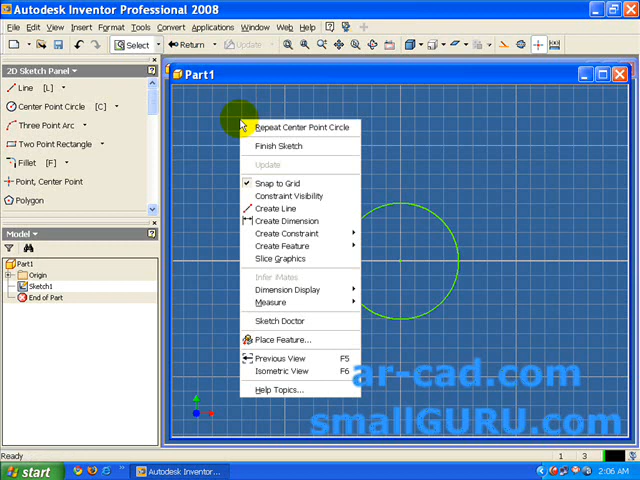 Autodesk Inventor Professional 2008
File Edit View Insert Format Tools Convert Applications Window Web Help
Select Return Update
2D Sketch Panel
Line [L]
Center Point Circle [C]
Three Point Arc
Two Point Rectangle
Fillet [F]
Point, Center Point
Polygon
Model
Part1
Origin
Sketch1
End of Part
Part1
Repeat Center Point Circle
Finish Sketch
Update
Snap to Grid
Constraint Visibility
Create Line
Create Dimension
Create Constraint
Create Feature
Slice Graphics
Infer iMates
Dimension Display
Measure
Sketch Doctor
Place Feature...
Previous View F5
Isometric View F6
Help Topics...
ar-cad.com
smallGURU.com
Ready 1 3
start Autodesk Inventor... 2:06 AM